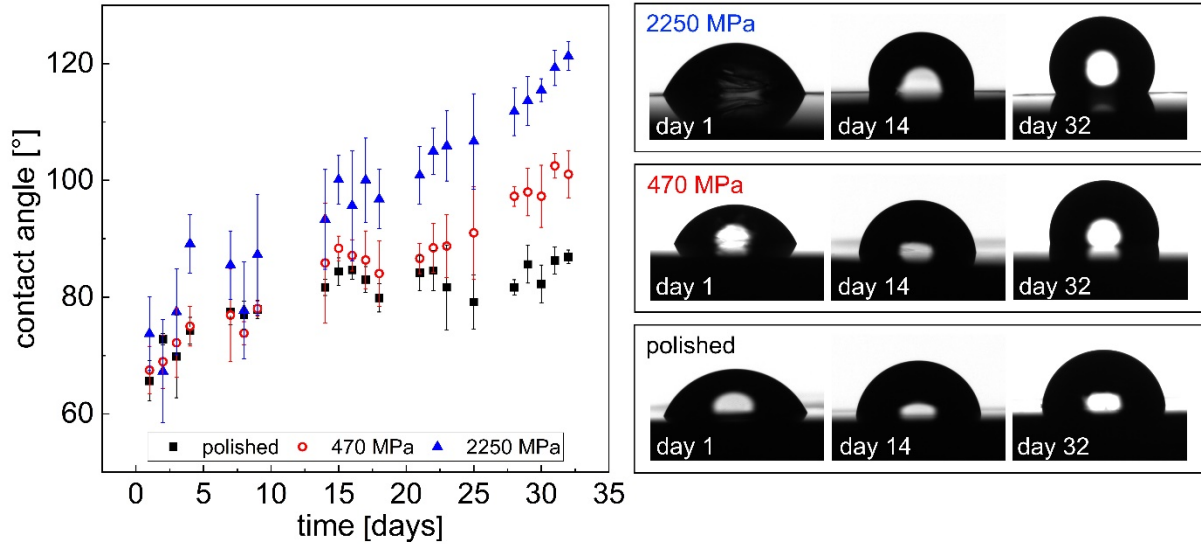 contact angle [°]
120
100
80
60
polished 470 MPa 2250 MPa
0 5 10 15 20 25 30 35
time [days]
2250 MPa
day 1 day 14 day 32
470 MPa
day 1 day 14 day 32
polished
day 1 day 14 day 32